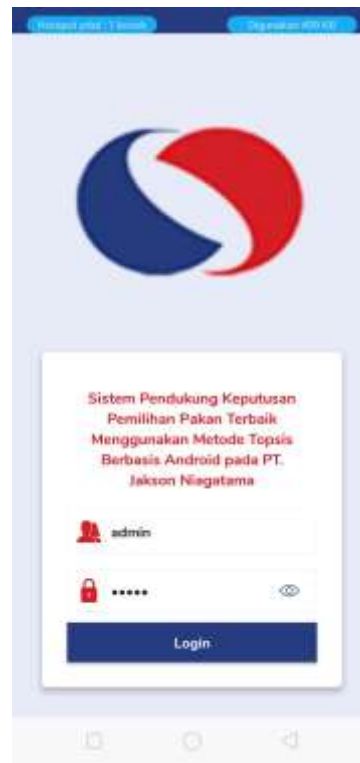 Sistem Pendukung Keputusan
Pemilihan Pakan Terbaik
Menggunakan Metode Topsis
Berbasis Android pada PT.
Jakson Niagatama
admin
•••••
Login